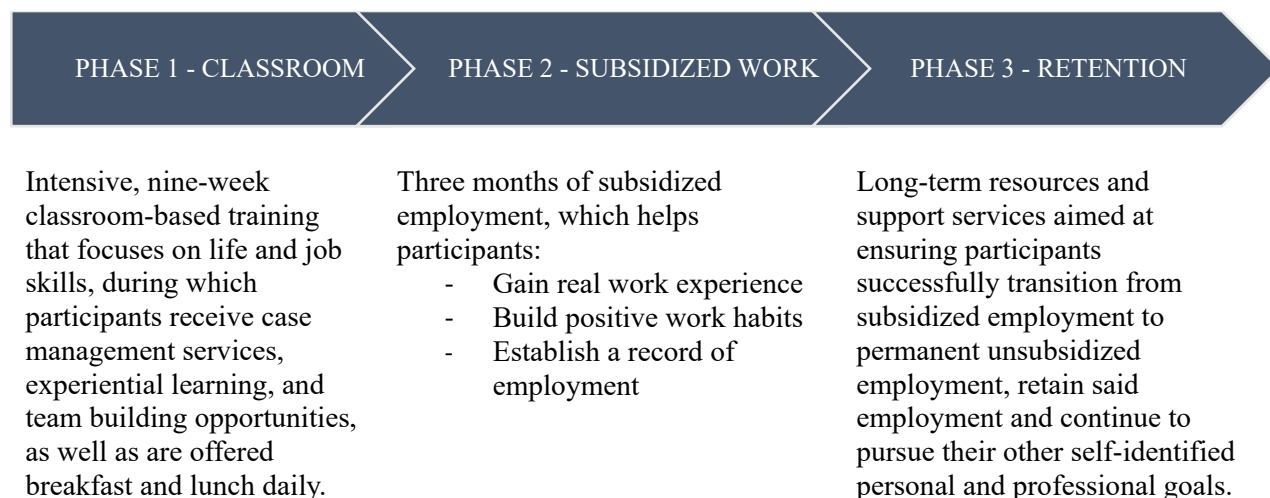 PHASE 1 - CLASSROOM
PHASE 2 - SUBSIDIZED WORK
PHASE 3 - RETENTION
Intensive, nine-week
classroom-based training
that focuses on life and job
skills, during which
participants receive case
management services,
experiential learning, and
team building opportunities,
as well as are offered
breakfast and lunch daily.
Three months of subsidized
employment, which helps
participants:
- Gain real work experience
- Build positive work habits
- Establish a record of
employment
Long-term resources and
support services aimed at
ensuring participants
successfully transition from
subsidized employment to
permanent unsubsidized
employment, retain said
employment and continue to
pursue their other self-identified
personal and professional goals.